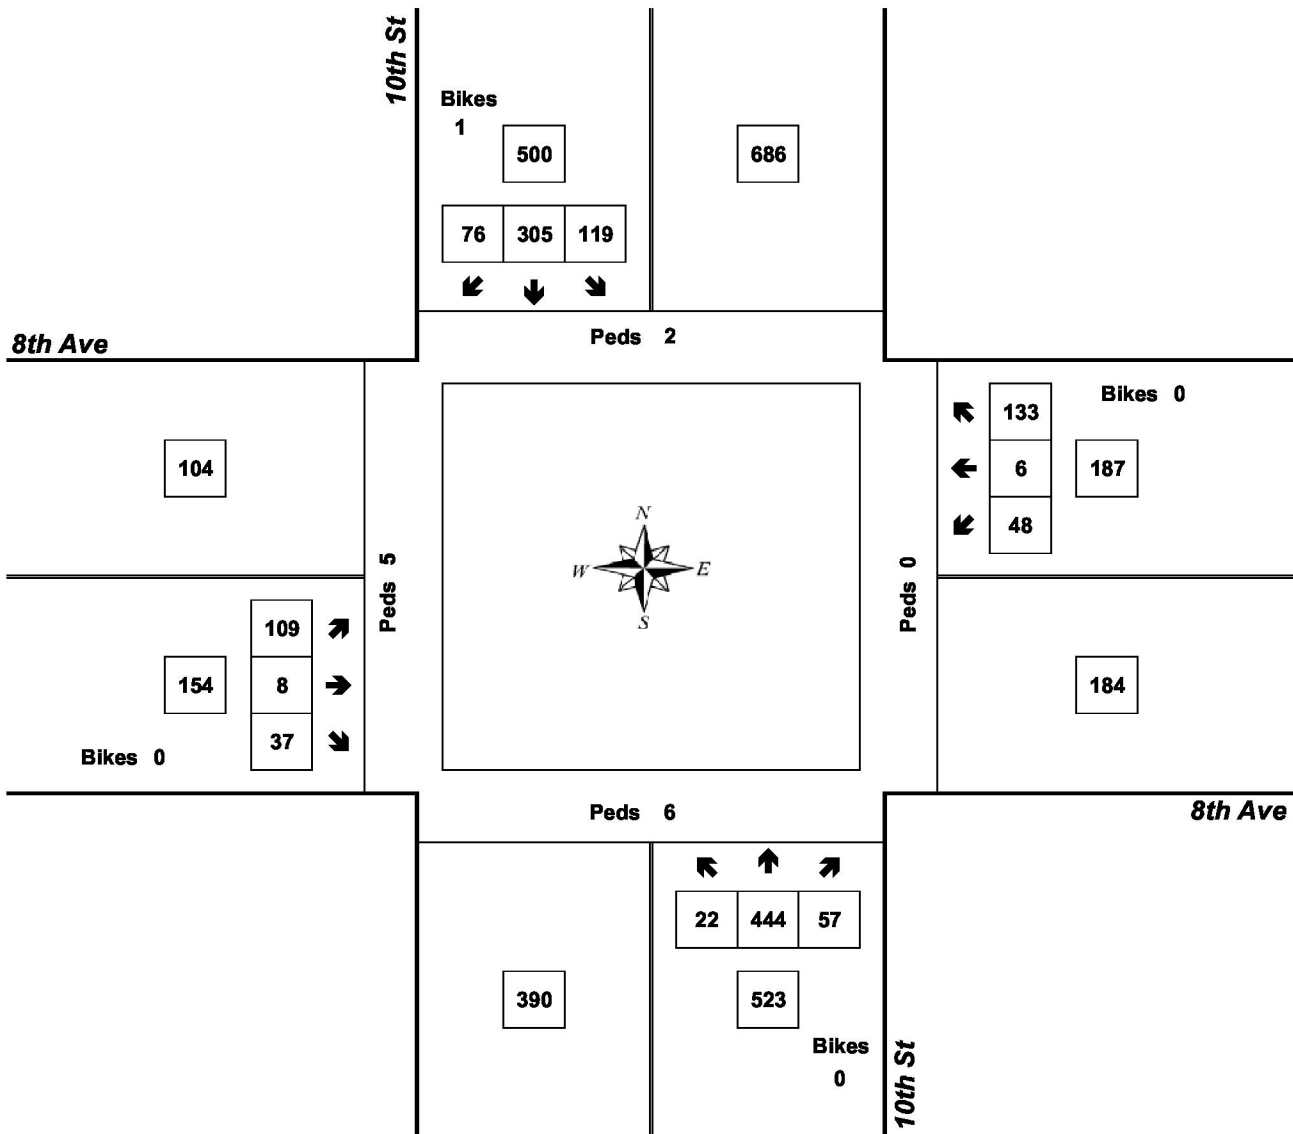 10th St
Bikes
1
500
686
76 305 119
8th Ave
Peds 2
Bikes 0
133
104
6
187
48
N
W E
S
Peds 5
Peds 0
109
154
8
184
37
Bikes 0
Peds 6
8th Ave
22 444 57
390
523
Bikes
0
10th St